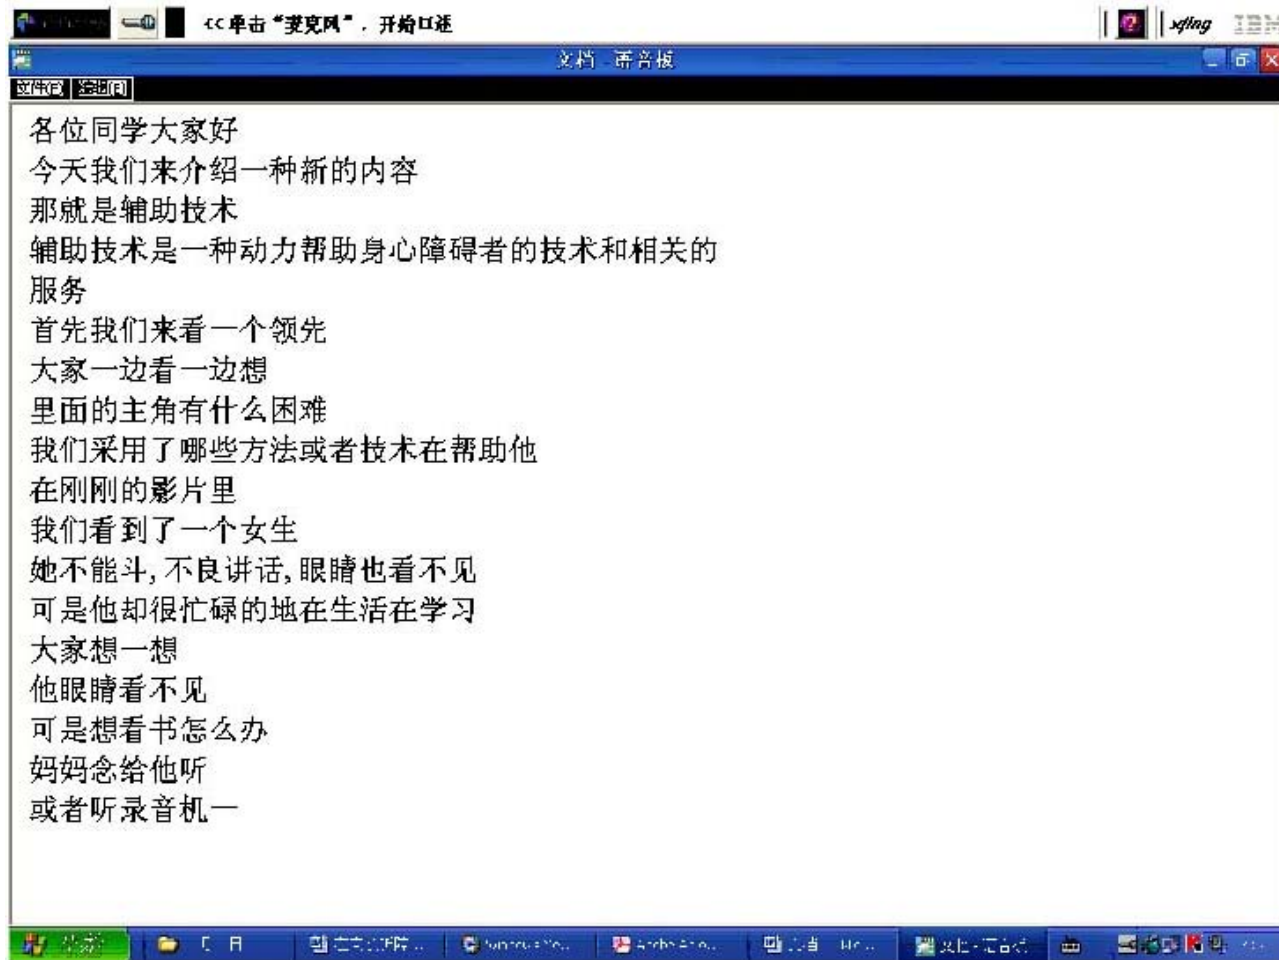 <<单击“麦克风”，开始口述
xqling IBM
文档 - 语音板
文件(F) 编辑(E)
各位同学大家好
今天我们来介绍一种新的内容
那就是辅助技术
辅助技术是一种动力帮助身心障碍者的技术和相关的
服务
首先我们来看一个领先
大家一边看一边想
里面的主角有什么困难
我们采用了哪些方法或者技术在帮助他
在刚刚的影片里
我们看到了一个女生
她不能斗,不良讲话,眼睛也看不见
可是他却很忙碌的地在生活在学习
大家想一想
他眼睛看不见
可是想看书怎么办
妈妈念给他听
或者听录音机一